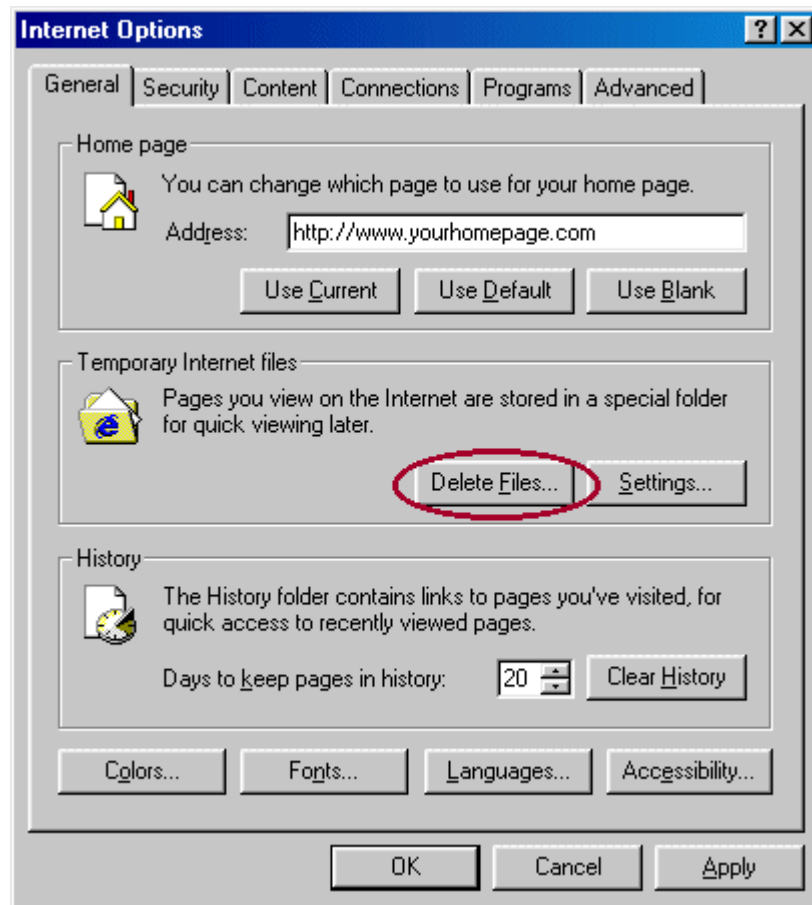 Internet Options
General Security Content Connections Programs Advanced
Home page
You can change which page to use for your home page.
Address: http://www.yourhomepage.com
Use Current Use Default Use Blank
Temporary Internet files
Pages you view on the Internet are stored in a special folder
for quick viewing later.
Delete Files... Settings...
History
The History folder contains links to pages you've visited, for
quick access to recently viewed pages.
Days to keep pages in history: 20 Clear History
Colors... Fonts... Languages... Accessibility...
OK Cancel Apply